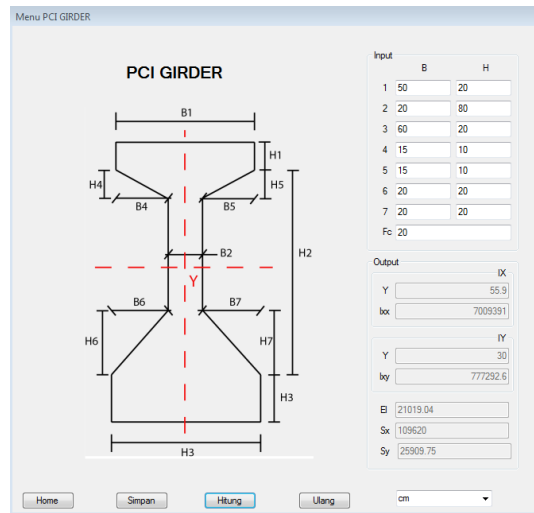 Menu PCI GIRDER
PCI GIRDER
B1
H1
H4
H5
B4
B5
B2
H2
Y
B6
B7
H6
H7
H3
H3
Input
B H
1 50 20
2 20 80
3 60 20
4 15 10
5 15 10
6 20 20
7 20 20
Fc 20
Output
IX
Y 55.9
Ixx 7009391
IY
Y 30
Ixy 777292.6
EI 21019.04
Sx 109620
Sy 25909.75
Home Simpan Hitung Ulang cm